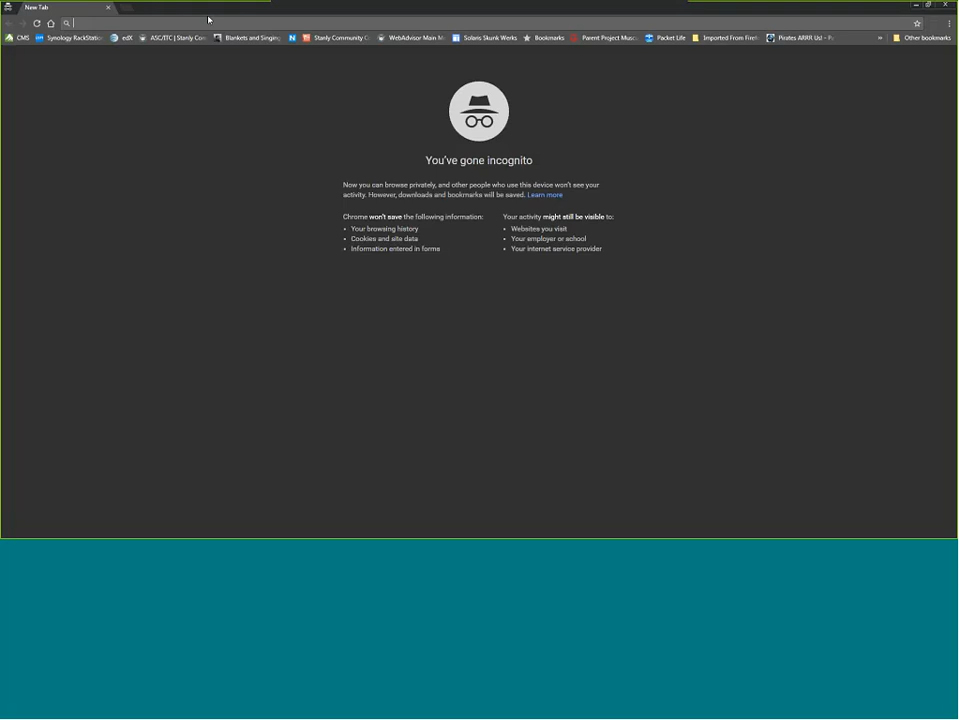 New Tab
CMS Synology RackStatio edX ASC/ITC | Stanly Co Blankets and Singing N Stanly Community C WebAdvisor Main M Solaris Skunk Werks Bookmarks Parent Project Musc Packet Life Imported From Firef Pirates ARRR Us! - P » Other bookmarks
You've gone incognito
Now you can browse privately, and other people who use this device won't see your
activity. However, downloads and bookmarks will be saved. Learn more
Chrome won't save the following information:
• Your browsing history
• Cookies and site data
• Information entered in forms
Your activity might still be visible to:
• Websites you visit
• Your employer or school
• Your internet service provider